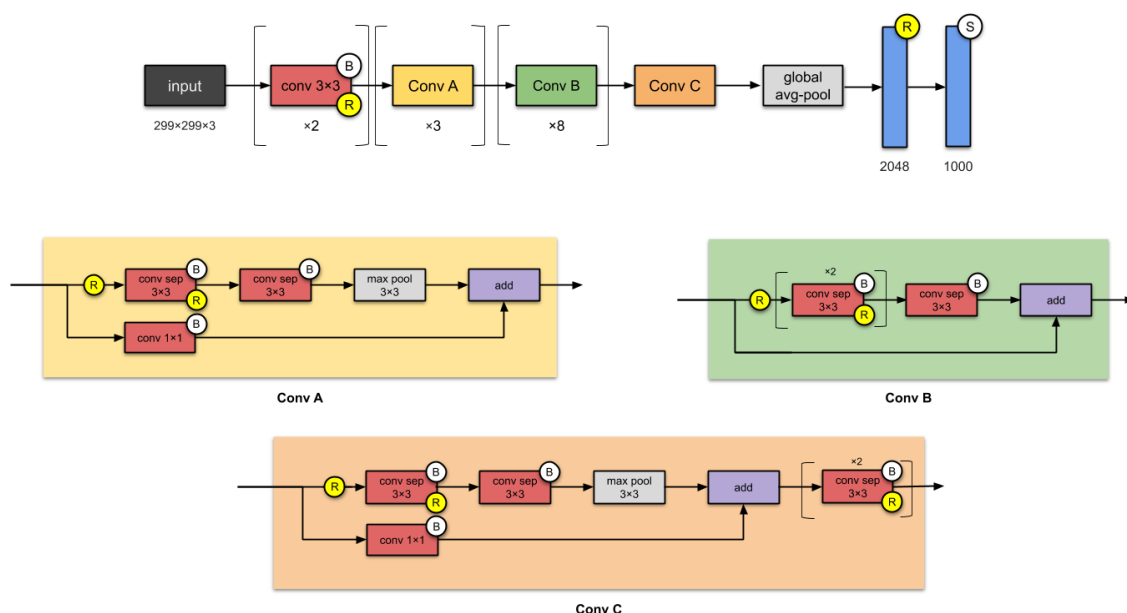 B
R
S
input
conv 3×3
Conv A
Conv B
Conv C
global
avg-pool
R
299×299×3
×2
×3
×8
2048
1000
R
conv sep
3×3
B
R
conv sep
3×3
B
max pool
3×3
add
conv 1×1
B
Conv A
R
×2
conv sep
3×3
B
R
conv sep
3×3
B
add
Conv B
R
conv sep
3×3
B
R
conv sep
3×3
B
max pool
3×3
add
×2
conv sep
3×3
B
R
conv 1×1
B
Conv C